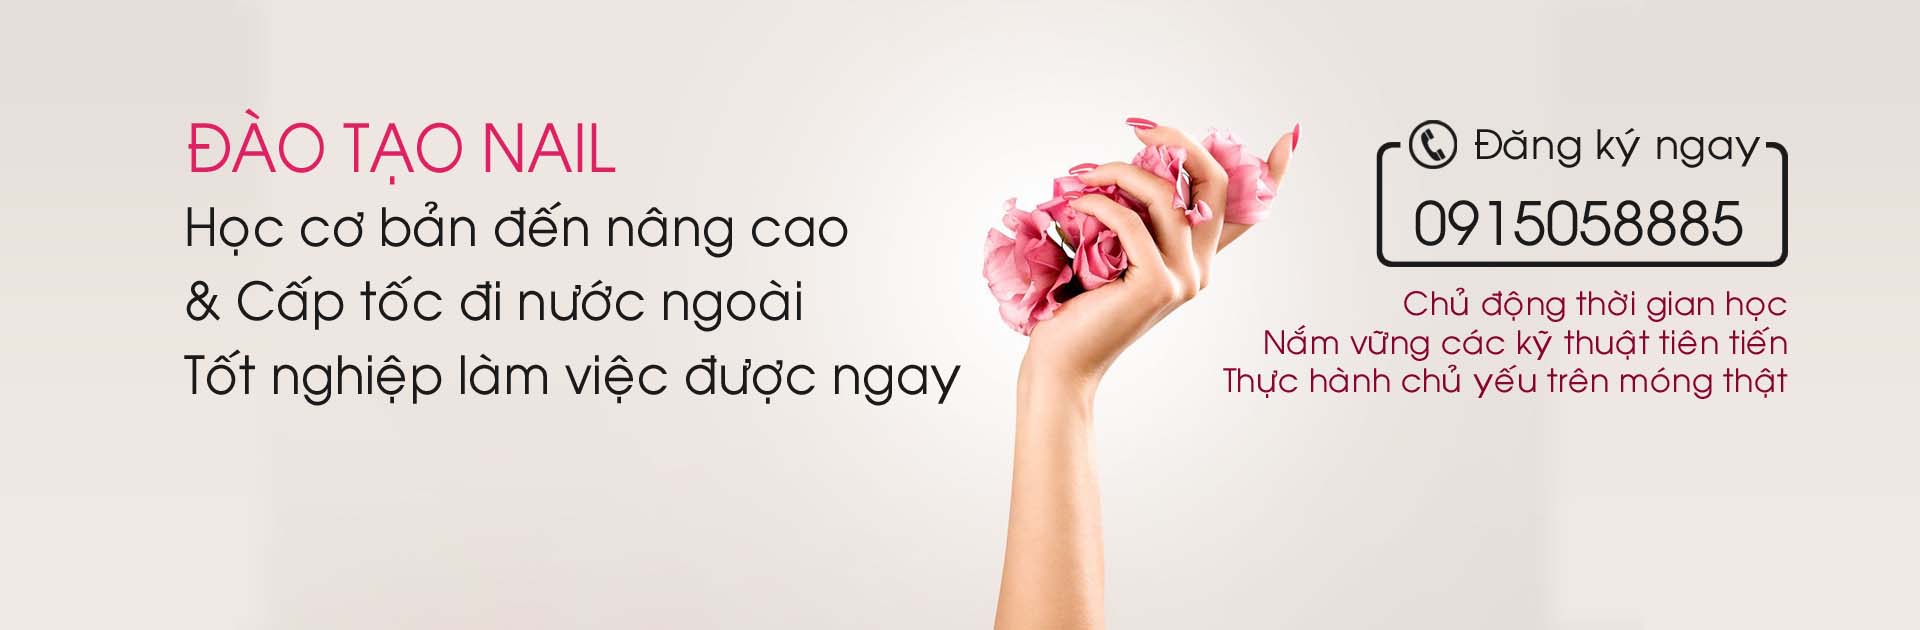 ĐÀO TẠO NAIL
Học cơ bản đến nâng cao
& Cấp tốc đi nước ngoài
Tốt nghiệp làm việc được ngay
Đăng ký ngay
0915058885
Chủ động thời gian học
Nắm vững các kỹ thuật tiên tiến
Thực hành chủ yếu trên móng thật